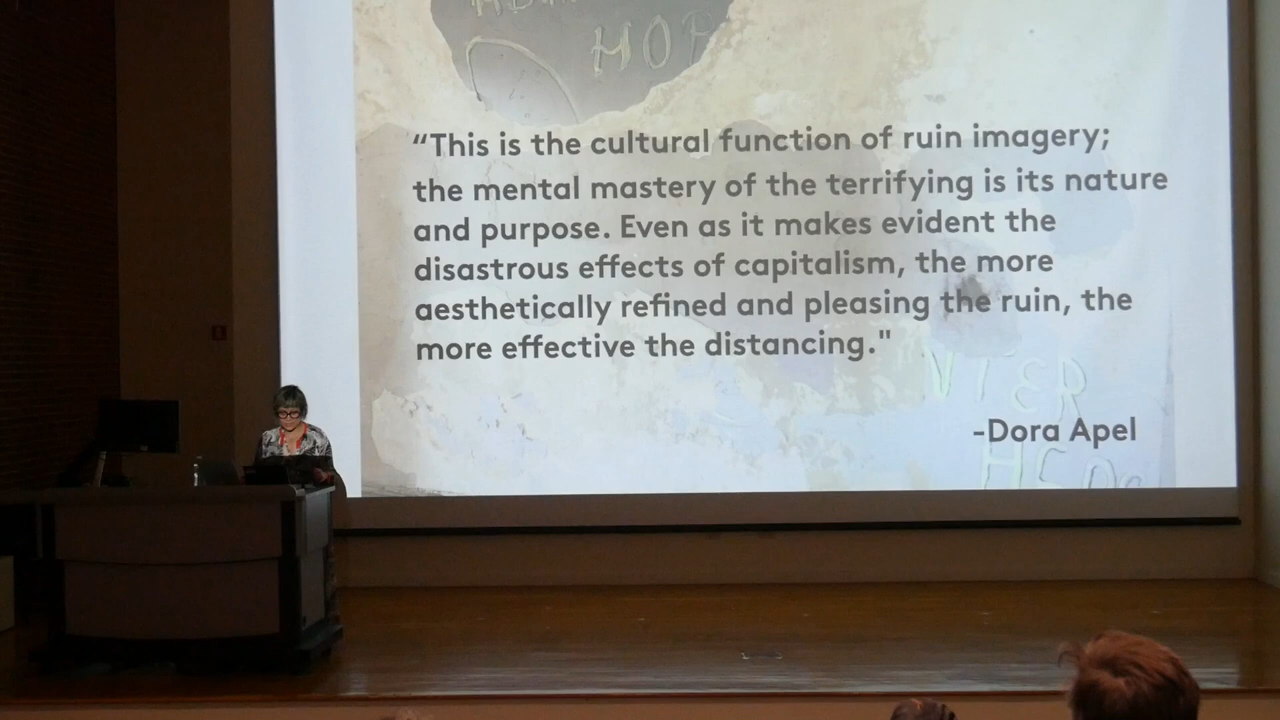 HOP
“This is the cultural function of ruin imagery;
the mental mastery of the terrifying is its nature
and purpose. Even as it makes evident the
disastrous effects of capitalism, the more
aesthetically refined and pleasing the ruin, the
more effective the distancing."
NTER
-Dora Apel